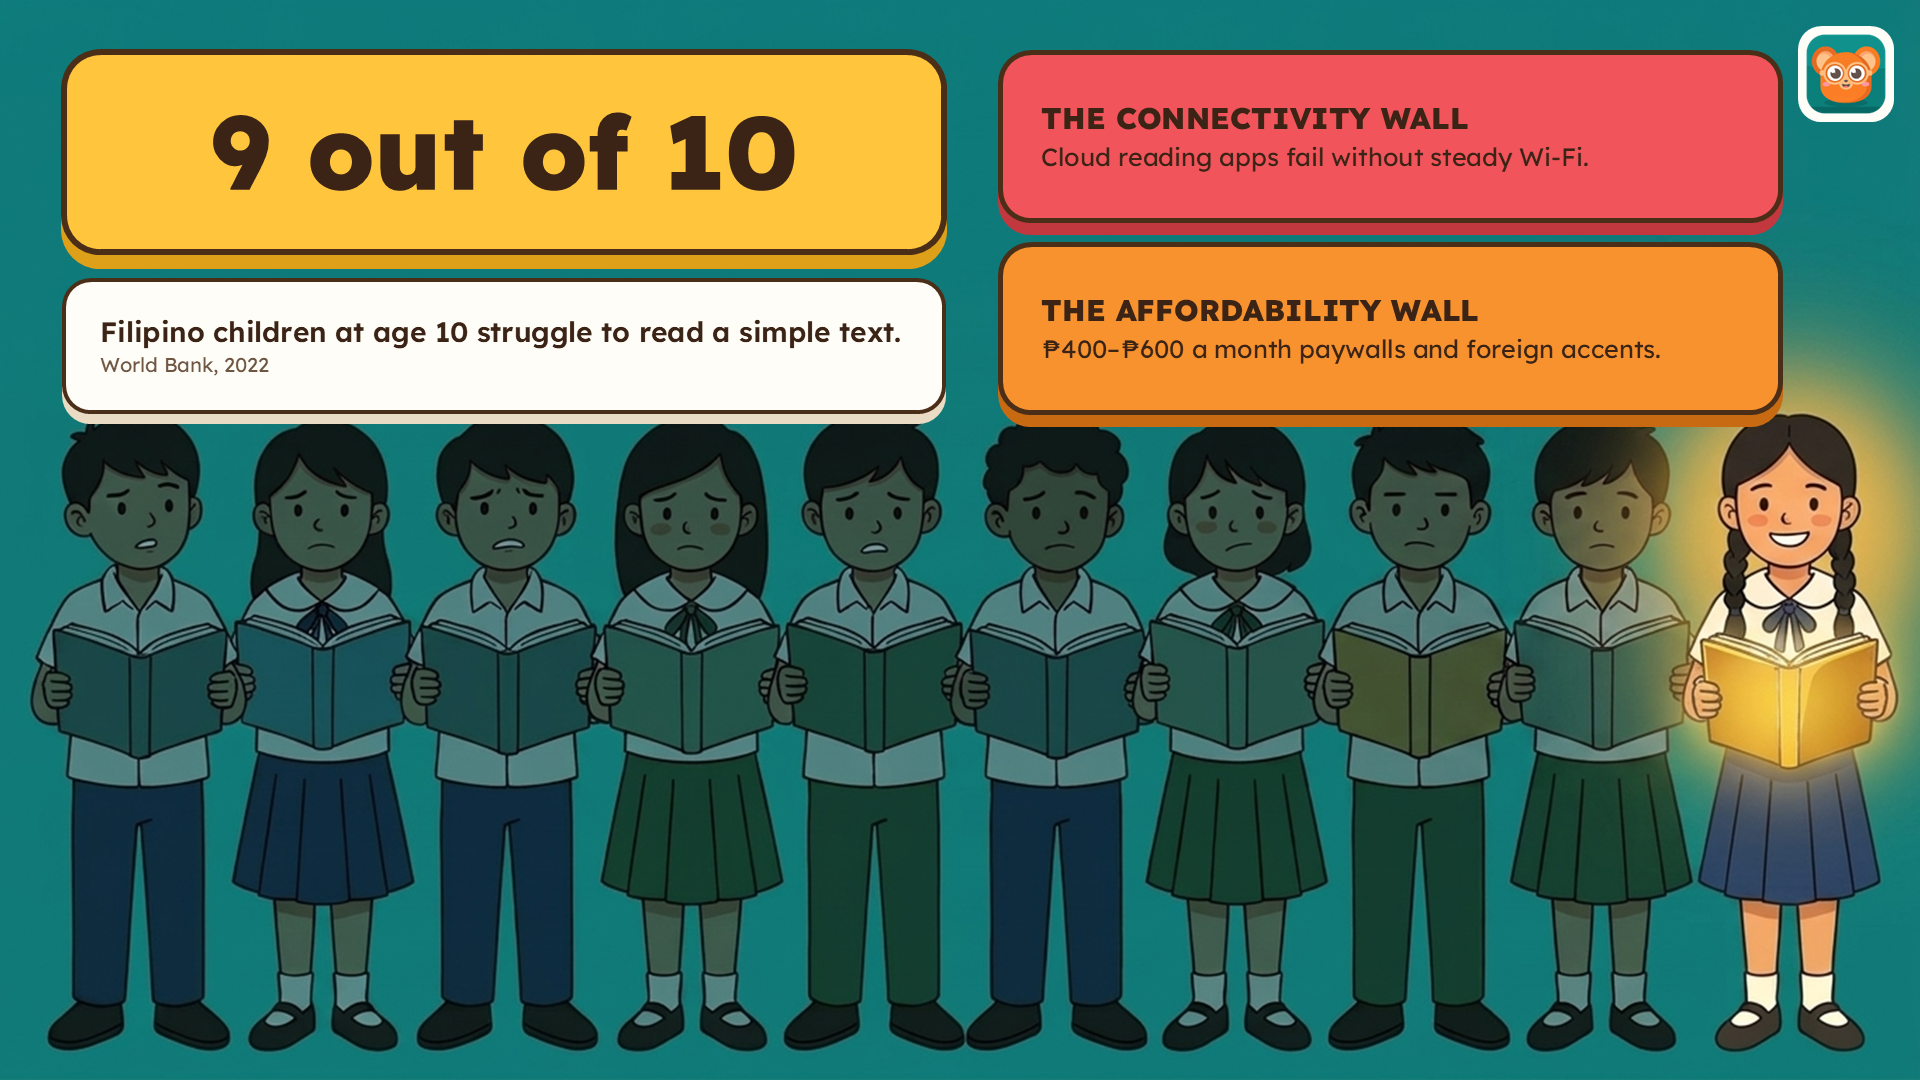 9 out of 10
Filipino children at age 10 struggle to read a simple text.
World Bank, 2022
THE CONNECTIVITY WALL
Cloud reading apps fail without steady Wi-Fi.
THE AFFORDABILITY WALL
₱400–₱600 a month paywalls and foreign accents.